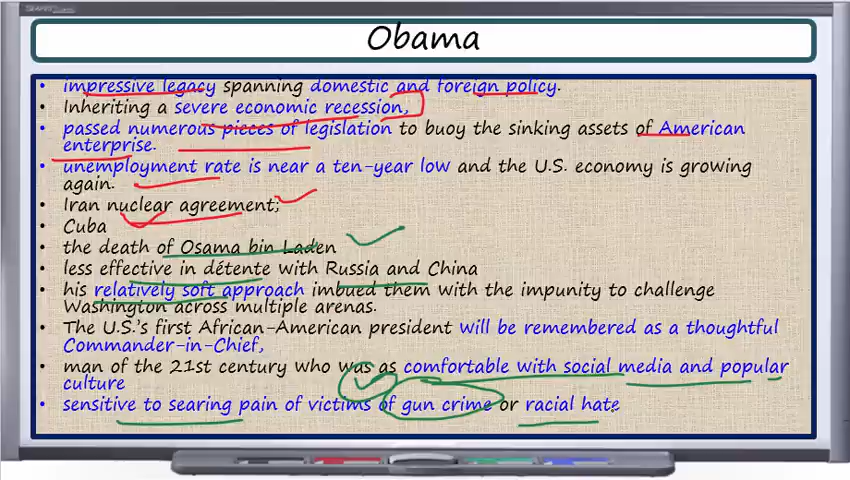 Obama
• impressive legacy spanning domestic and foreign policy.
• Inheriting a severe economic recession,
• passed numerous pieces of legislation to buoy the sinking assets of American
enterprise.
• unemployment rate is near a ten-year low and the U.S. economy is growing
again.
• Iran nuclear agreement;
• Cuba
• the death of Osama bin Laden
• less effective in détente with Russia and China
• his relatively soft approach imbued them with the impunity to challenge
Washington across multiple arenas.
• The U.S.'s first African-American president will be remembered as a thoughtful
Commander-in-Chief,
• man of the 21st century who was as comfortable with social media and popular
culture
• sensitive to searing pain of victims of gun crime or racial hate